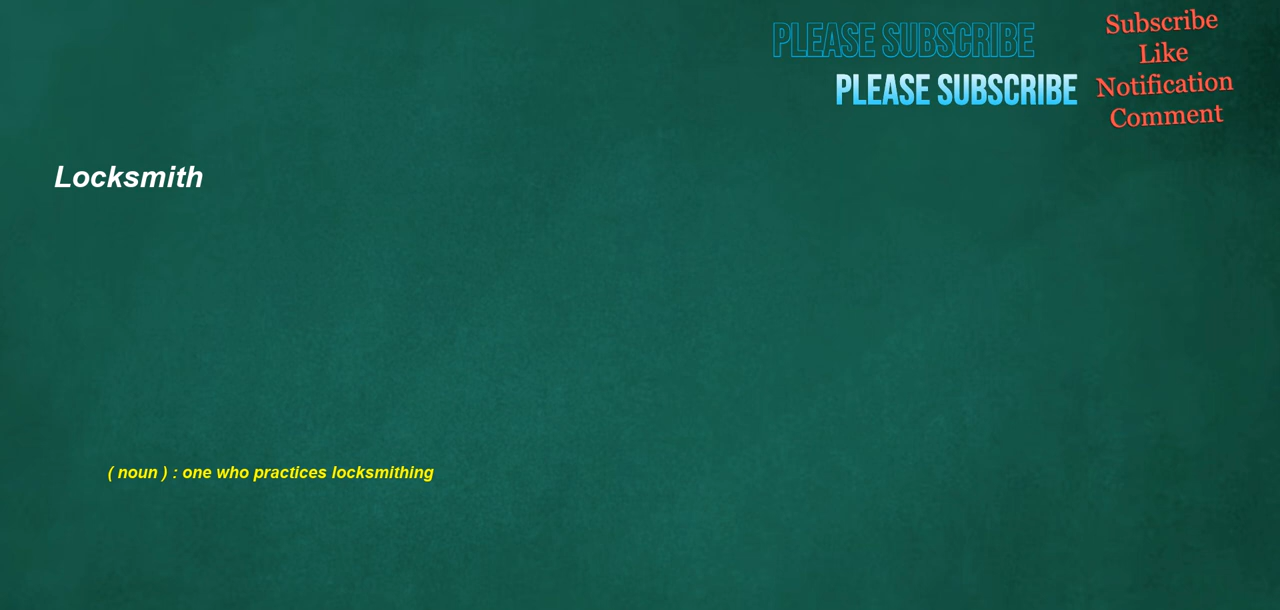 PLEASE SUBSCRIBE
PLEASE SUBSCRIBE
Subscribe
Like
Notification
Comment
Locksmith
( noun ) : one who practices locksmithing